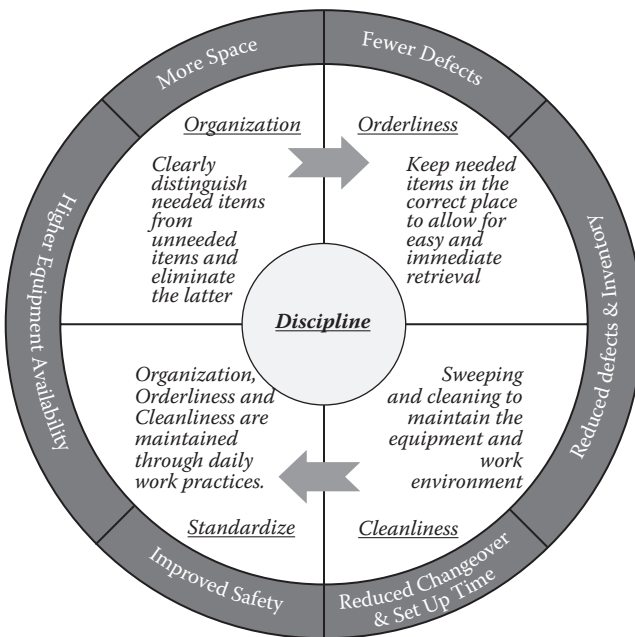 More Space
Fewer Defects
Organization
Clearly
distinguish
needed items
from
unneeded
items and
eliminate
the latter
Orderliness
Keep needed
items in the
correct place
to allow for
easy and
immediate
retrieval
Higher Equipment Availability
Reduced defects & Inventory
Discipline
Organization,
Orderliness and
Cleanliness are
maintained
through daily
work practices.
Standardize
Sweeping
and cleaning to
maintain the
equipment and
work
environment
Cleanliness
Improved Safety
Reduced Changeover
& Set Up Time